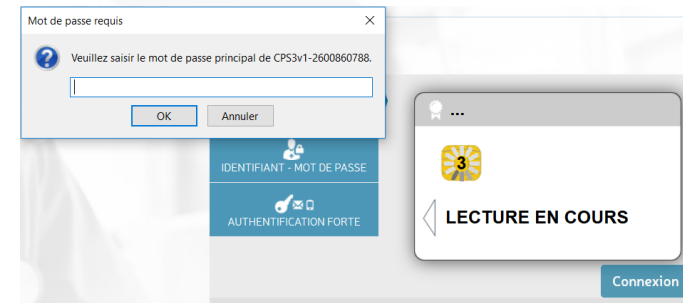 Mot de passe requis
Veuillez saisir le mot de passe principal de CPS3v1-2600860788.
OK
Annuler
IDENTIFIANT - MOT DE PASSE
AUTHENTIFICATION FORTE
...
3
LECTURE EN COURS
Connexion